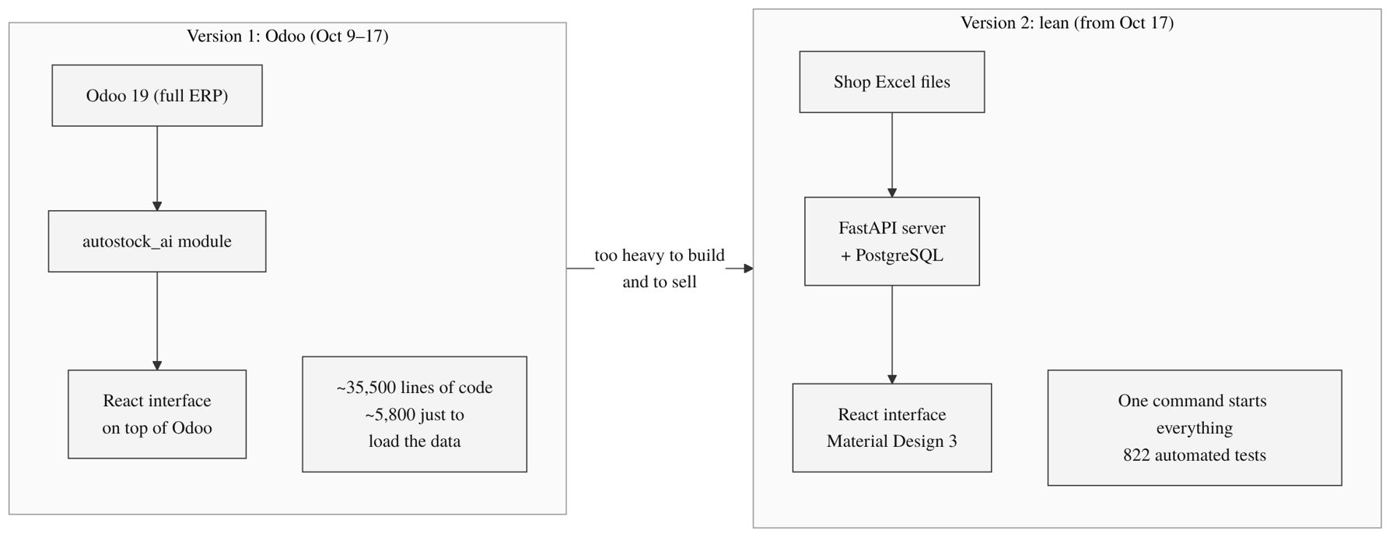 Version 1: Odoo (Oct 9–17)
Odoo 19 (full ERP)
autostock_ai module
React interface
on top of Odoo
~35,500 lines of code
~5,800 just to
load the data
too heavy to build
and to sell
Version 2: lean (from Oct 17)
Shop Excel files
FastAPI server
+ PostgreSQL
React interface
Material Design 3
One command starts
everything
822 automated tests